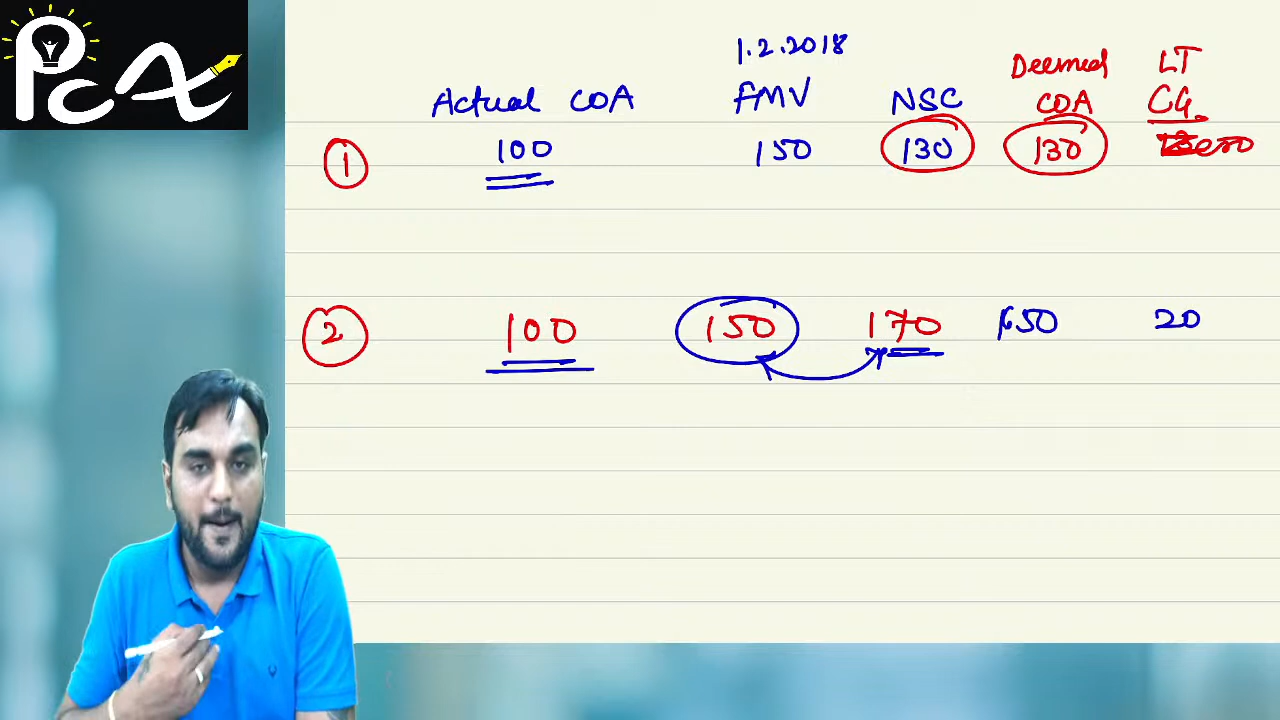 PCA
1.2.2018
Actual COA FMV NSC Deemed COA LT CG.
1 100 150 130 130 Zero
2 100 150 170 150 20